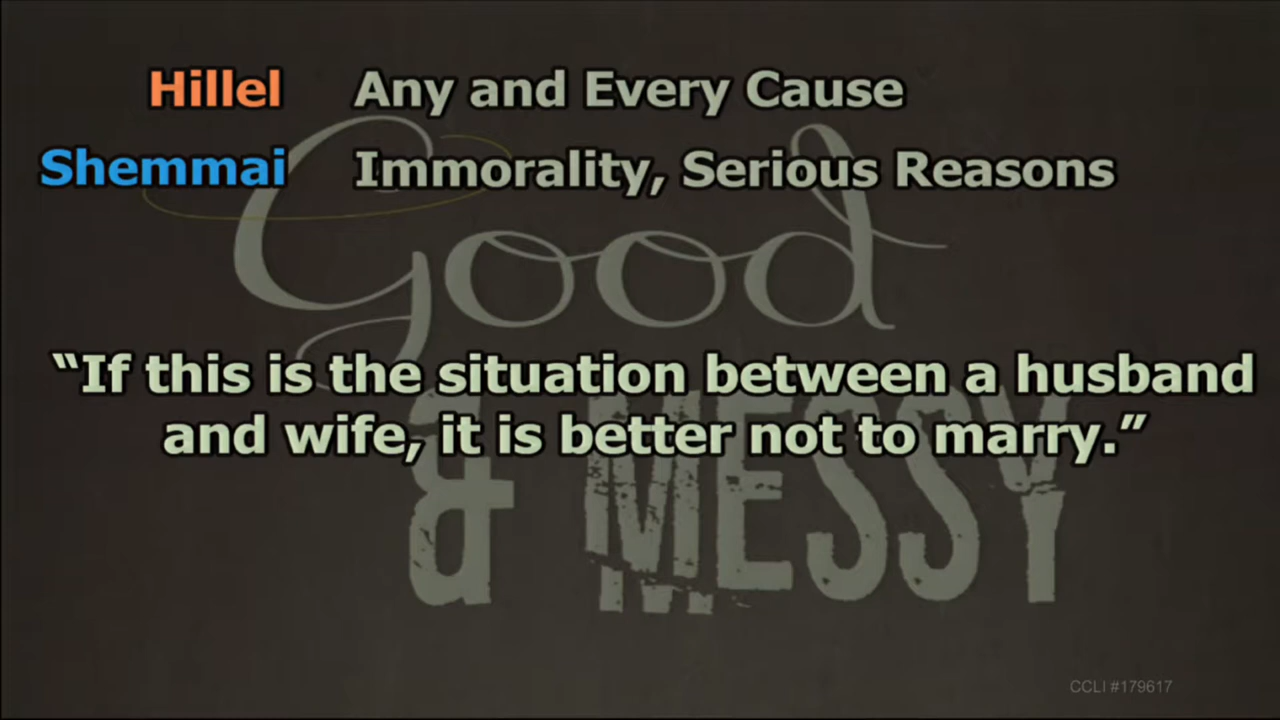 Hillel Any and Every Cause
Shemmai Immorality, Serious Reasons
Good
“If this is the situation between a husband
and wife, it is better not to marry.”
& MESSY
CCLI #179617